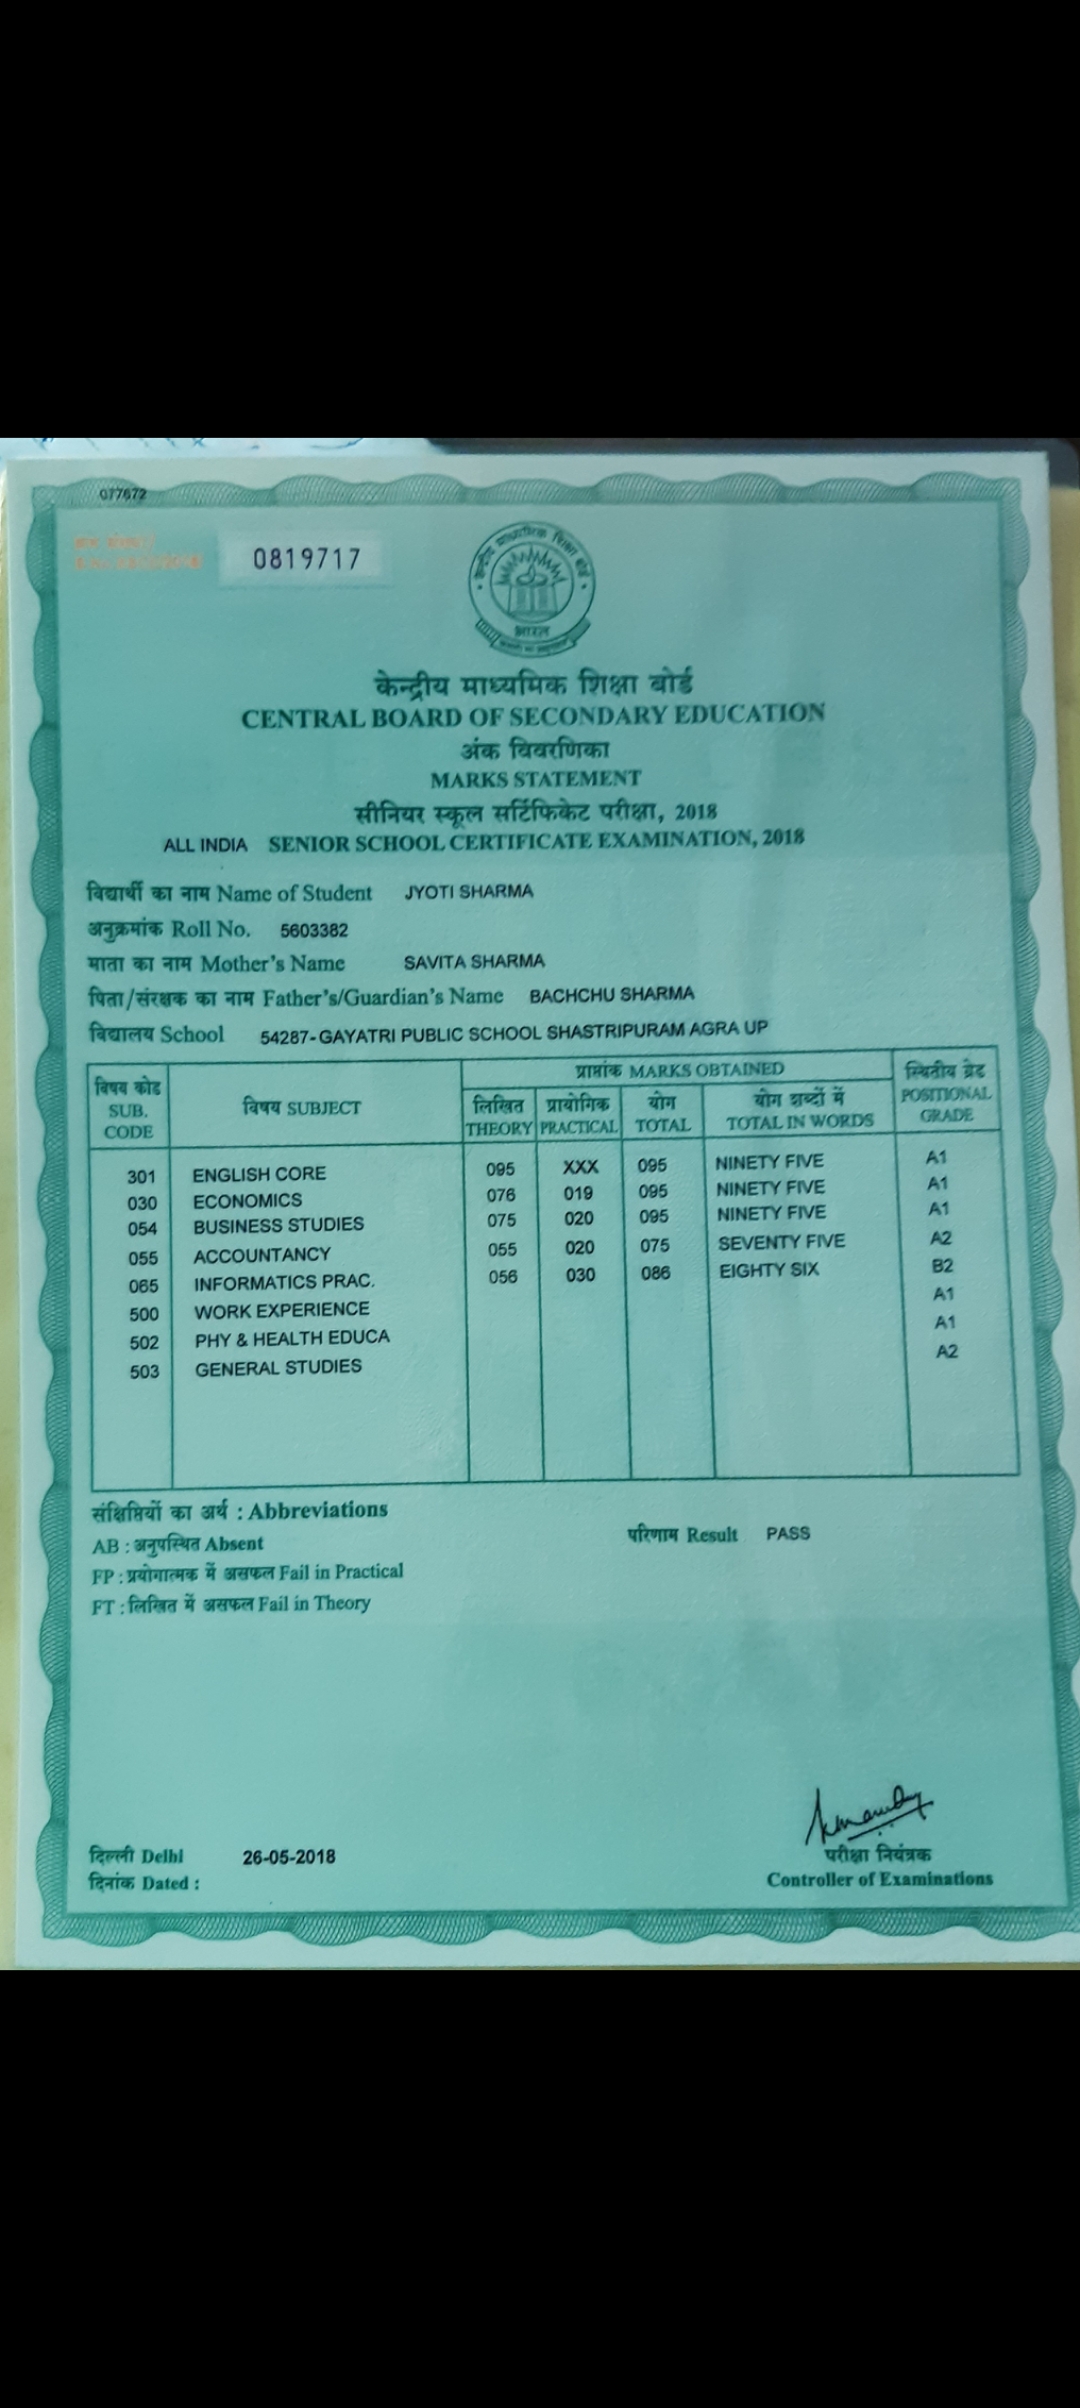 077672
0819717
भारत
केन्द्रीय माध्यमिक शिक्षा बोर्ड
CENTRAL BOARD OF SECONDARY EDUCATION
अंक विवरणिका
MARKS STATEMENT
सीनियर स्कूल सर्टिफिकेट परीक्षा, 2018
ALL INDIA SENIOR SCHOOL CERTIFICATE EXAMINATION, 2018
विद्यार्थी का नाम Name of Student JYOTI SHARMA
अनुक्रमांक Roll No. 5603382
माता का नाम Mother's Name SAVITA SHARMA
पिता/संरक्षक का नाम Father's/Guardian's Name BACHCHU SHARMA
विद्यालय School 54287-GAYATRI PUBLIC SCHOOL SHASTRIPURAM AGRA UP
विषय कोड SUB. CODE विषय SUBJECT प्राप्तांक MARKS OBTAINED स्थितीय ग्रेड POSITIONAL GRADE
लिखित THEORY प्रायोगिक PRACTICAL योग TOTAL योग शब्दों में TOTAL IN WORDS
301 ENGLISH CORE 095 XXX 095 NINETY FIVE A1
030 ECONOMICS 076 019 095 NINETY FIVE A1
054 BUSINESS STUDIES 075 020 095 NINETY FIVE A1
055 ACCOUNTANCY 055 020 075 SEVENTY FIVE A2
065 INFORMATICS PRAC. 056 030 086 EIGHTY SIX B2
500 WORK EXPERIENCE A1
502 PHY & HEALTH EDUCA A1
503 GENERAL STUDIES A2
संक्षिप्तियों का अर्थ : Abbreviations
AB : अनुपस्थित Absent
परिणाम Result PASS
FP : प्रयोगात्मक में असफल Fail in Practical
FT : लिखित में असफल Fail in Theory
दिल्ली Delhi
दिनांक Dated : 26-05-2018
परीक्षा नियंत्रक
Controller of Examinations